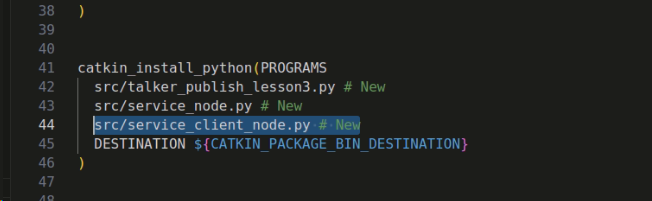 38 )
39
40
41 catkin_install_python(PROGRAMS
42 src/talker_publish_lesson3.py # New
43 src/service_node.py # New
44 src/service_client_node.py # New
45 DESTINATION ${CATKIN_PACKAGE_BIN_DESTINATION}
46 )
47
48